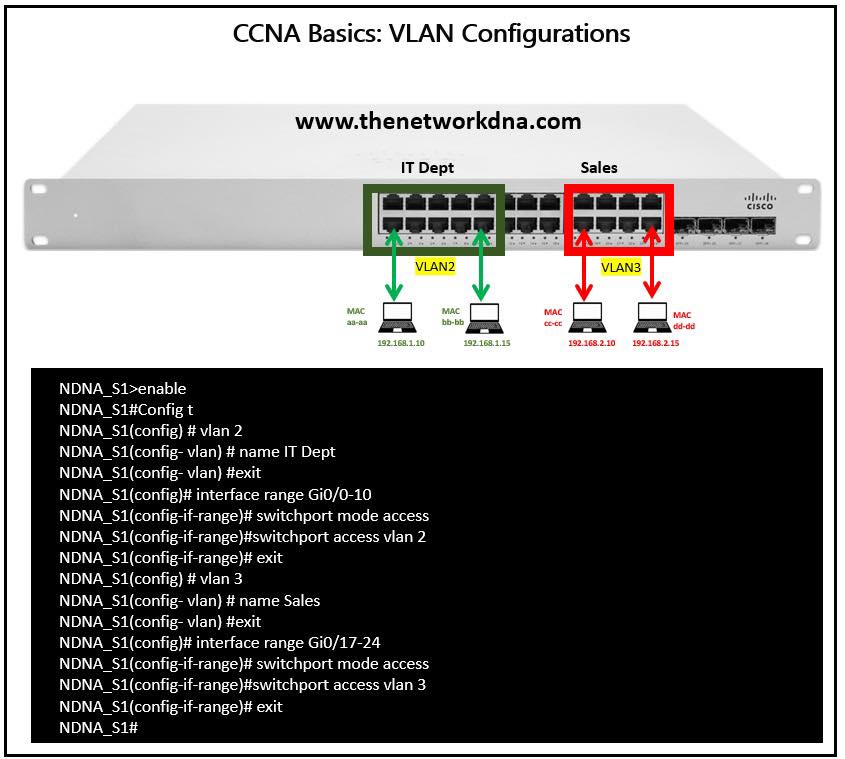 CCNA Basics: VLAN Configurations
www.thenetworkdna.com
IT Dept
Sales
CISCO
VLAN2
VLAN3
MAC
aa-aa
MAC
bb-bb
MAC
cc-cc
MAC
dd-dd
192.168.1.10
192.168.1.15
192.168.2.10
192.168.2.15
NDNA_S1>enable
NDNA_S1#Config t
NDNA_S1(config) # vlan 2
NDNA_S1(config- vlan) # name IT Dept
NDNA_S1(config- vlan) #exit
NDNA_S1(config)# interface range Gi0/0-10
NDNA_S1(config-if-range)# switchport mode access
NDNA_S1(config-if-range)#switchport access vlan 2
NDNA_S1(config-if-range)# exit
NDNA_S1(config) # vlan 3
NDNA_S1(config- vlan) # name Sales
NDNA_S1(config- vlan) #exit
NDNA_S1(config)# interface range Gi0/17-24
NDNA_S1(config-if-range)# switchport mode access
NDNA_S1(config-if-range)#switchport access vlan 3
NDNA_S1(config-if-range)# exit
NDNA_S1#